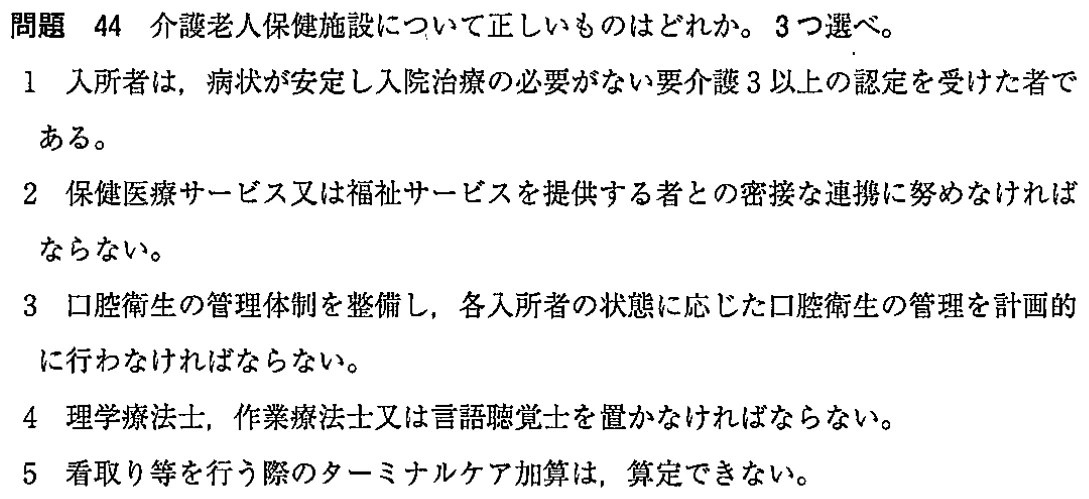 問題　44　介護老人保健施設について正しいものはどれか。3つ選べ。
1　入所者は，病状が安定し入院治療の必要がない要介護3以上の認定を受けた者で
ある。
2　保健医療サービス又は福祉サービスを提供する者との密接な連携に努めなければ
ならない。
3　口腔衛生の管理体制を整備し，各入所者の状態に応じた口腔衛生の管理を計画的
に行わなければならない。
4　理学療法士，作業療法士又は言語聴覚士を置かなければならない。
5　看取り等を行う際のターミナルケア加算は，算定できない。